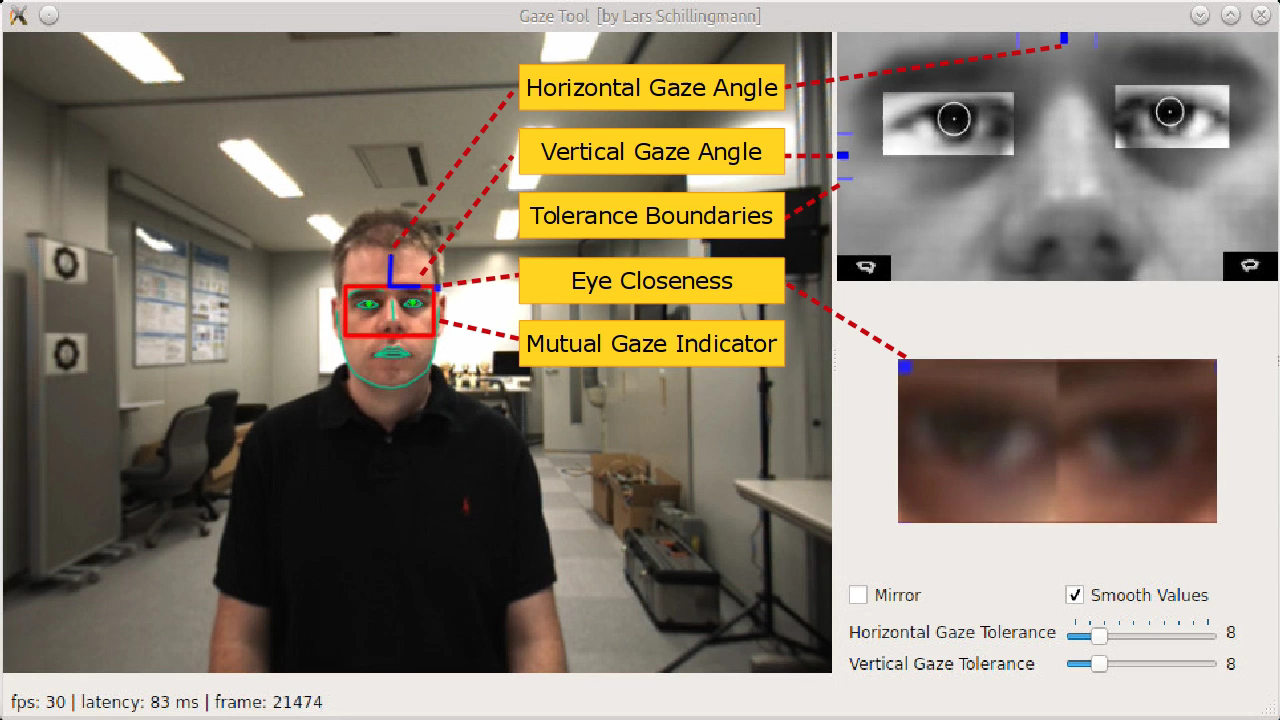 Gaze Tool [by Lars Schillingmann]
Horizontal Gaze Angle
Vertical Gaze Angle
Tolerance Boundaries
Eye Closeness
Mutual Gaze Indicator
Mirror
Smooth Values
Horizontal Gaze Tolerance 8
Vertical Gaze Tolerance 8
fps: 30 | latency: 83 ms | frame: 21474